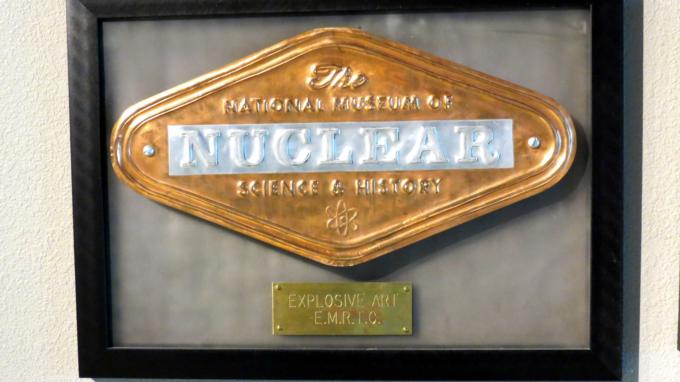 The
NATIONAL MUSEUM OF
NUCLEAR
SCIENCE & HISTORY
EXPLOSIVE ART
-E.M.R.T.C.